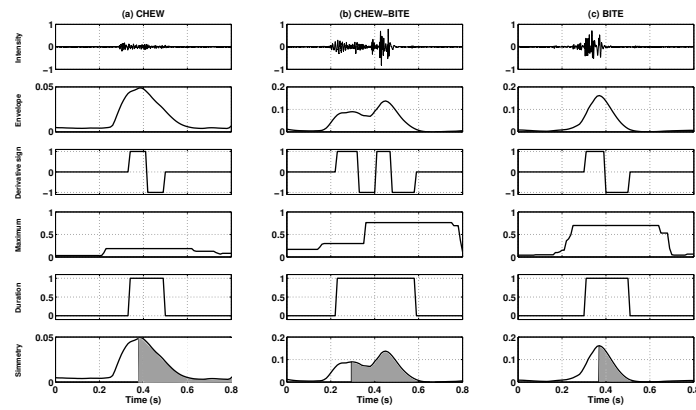 (a) CHEW (b) CHEW−BITE (c) BITE
Intensity
1 1 1
0 0 0
−1 −1 −1
Envelope
0.05 0.2 0.2
0.1 0.1
0 0 0
Derivative sign
1 1 1
0 0 0
−1 −1 −1
Maximum
1 1 1
0.5 0.5 0.5
0 0 0
Duration
1 1 1
0.5 0.5 0.5
0 0 0
Simmetry
0.05 0.2 0.2
0.1 0.1
0 0 0
0 0.2 0.4 0.6 0.8 0 0.2 0.4 0.6 0.8 0 0.2 0.4 0.6 0.8
Time (s) Time (s) Time (s)